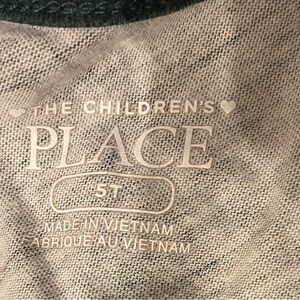 THE CHILDREN'S
PLACE
5T
MADE IN VIETNAM
FABRIQUÉ AU VIETNAM